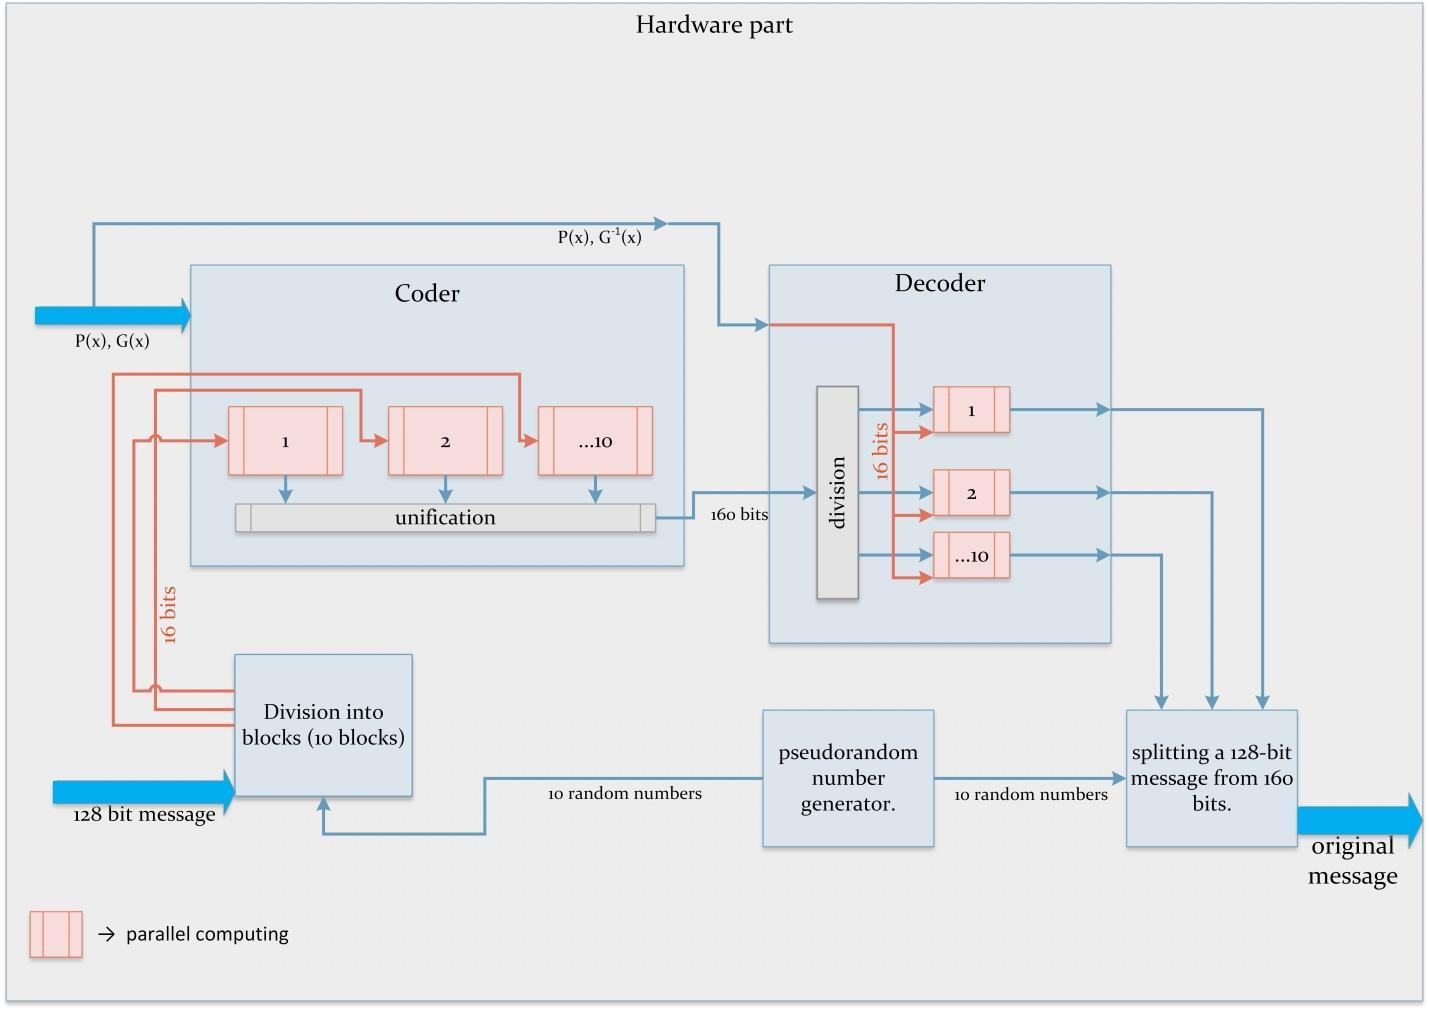 Hardware part
P(x), G⁻¹(x)
Coder
Decoder
P(x), G(x)
1
2
...10
unification
160 bits
division
16 bits
1
2
...10
16 bits
Division into
blocks (10 blocks)
128 bit message
10 random numbers
pseudorandom
number
generator.
10 random numbers
splitting a 128-bit
message from 160
bits.
original
message
→ parallel computing